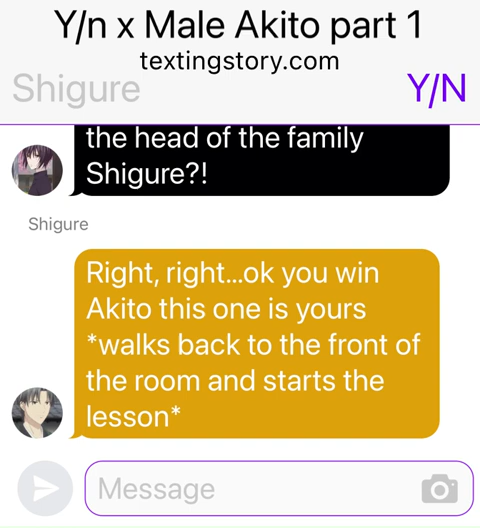 Y/n x Male Akito part 1
textingstory.com
Shigure
Y/N
the head of the family
Shigure?!
Shigure
Right, right...ok you win
Akito this one is yours
*walks back to the front of
the room and starts the
lesson*
Message